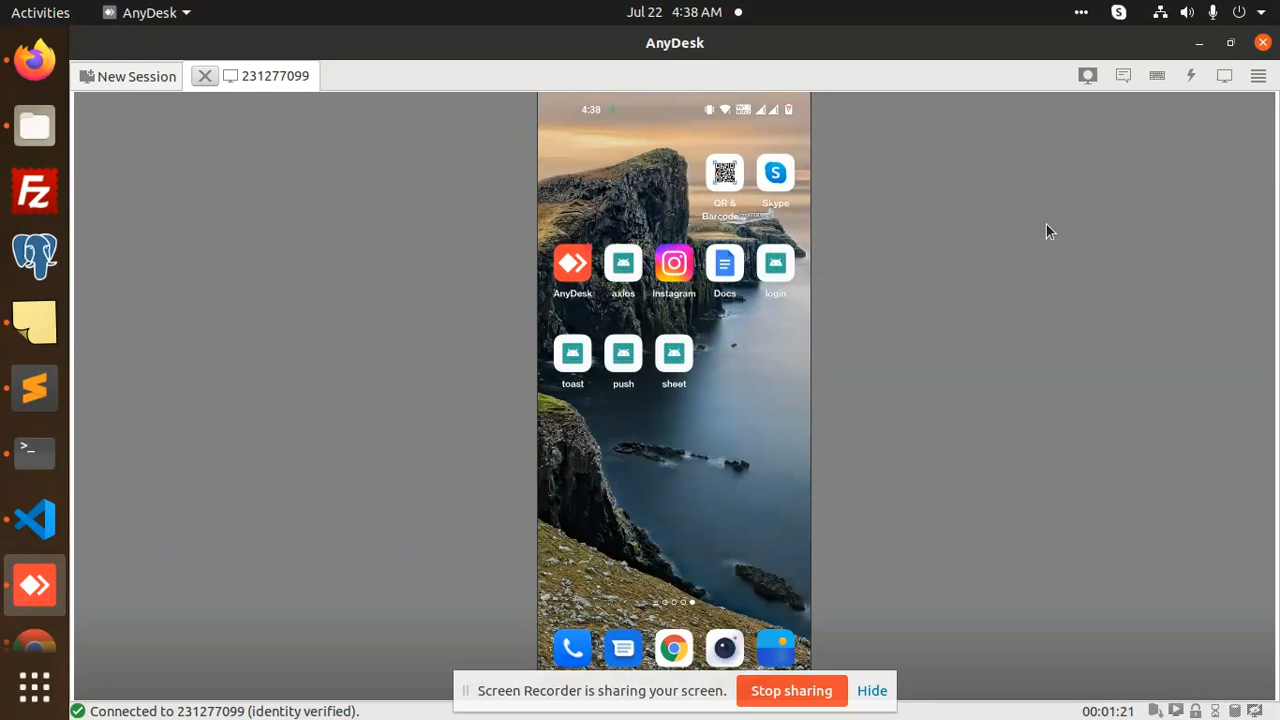 Activities
AnyDesk
Jul 22 4:38 AM
AnyDesk
New Session
231277099
4:38
QR &
Barcode...
Skype
AnyDesk
axios
Instagram
Docs
login
toast
push
sheet
Screen Recorder is sharing your screen.
Stop sharing
Hide
Connected to 231277099 (identity verified).
00:01:21